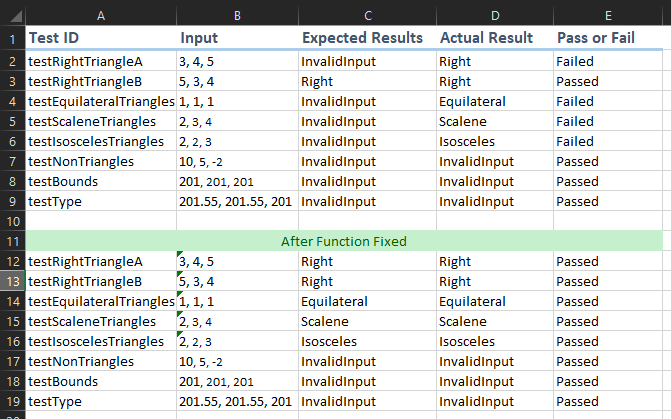 A B C D E
1 Test ID Input Expected Results Actual Result Pass or Fail
2 testRightTriangleA 3, 4, 5 InvalidInput Right Failed
3 testRightTriangleB 5, 3, 4 Right Right Passed
4 testEquilateralTriangles 1, 1, 1 InvalidInput Equilateral Failed
5 testScaleneTriangles 2, 3, 4 InvalidInput Scalene Failed
6 testIsoscelesTriangles 2, 2, 3 InvalidInput Isosceles Failed
7 testNonTriangles 10, 5, -2 InvalidInput InvalidInput Passed
8 testBounds 201, 201, 201 InvalidInput InvalidInput Passed
9 testType 201.55, 201.55, 201 InvalidInput InvalidInput Passed
10
11 After Function Fixed
12 testRightTriangleA 3, 4, 5 Right Right Passed
13 testRightTriangleB 5, 3, 4 Right Right Passed
14 testEquilateralTriangles 1, 1, 1 Equilateral Equilateral Passed
15 testScaleneTriangles 2, 3, 4 Scalene Scalene Passed
16 testIsoscelesTriangles 2, 2, 3 Isosceles Isosceles Passed
17 testNonTriangles 10, 5, -2 InvalidInput InvalidInput Passed
18 testBounds 201, 201, 201 InvalidInput InvalidInput Passed
19 testType 201.55, 201.55, 201 InvalidInput InvalidInput Passed